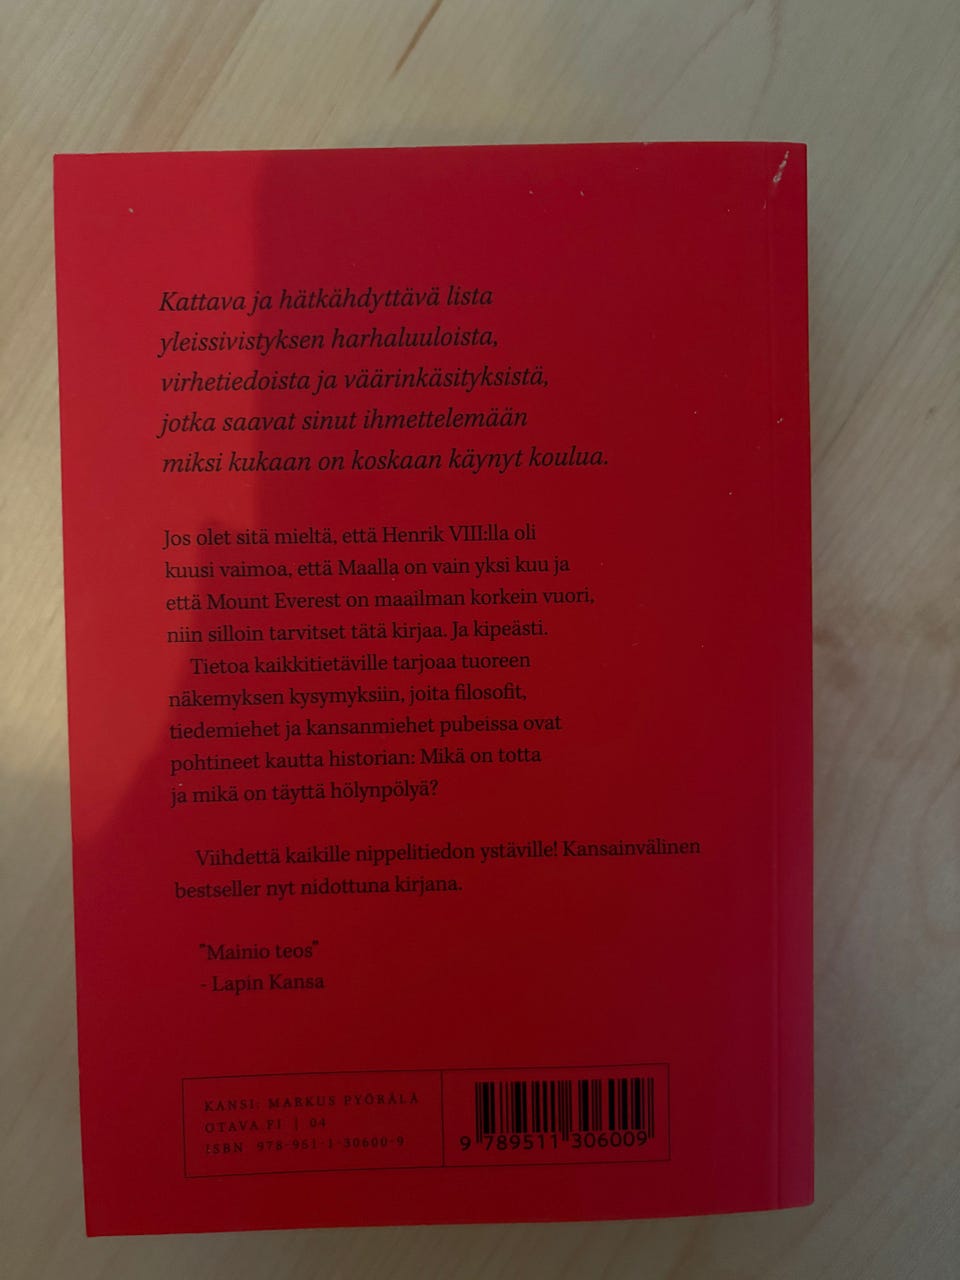 Kattava ja hätkähdyttävä lista
yleissivistyksen harhaluuloista,
virhetiedoista ja väärinkäsityksistä,
jotka saavat sinut ihmettelemään
miksi kukaan on koskaan käynyt koulua.
Jos olet sitä mieltä, että Henrik VIII:lla oli
kuusi vaimoa, että Maalla on vain yksi kuu ja
että Mount Everest on maailman korkein vuori,
niin silloin tarvitset tätä kirjaa. Ja kipeästi.
Tietoa kaikkitietäville tarjoaa tuoreen
näkemyksen kysymyksiin, joita filosofit,
tiedemiehet ja kansanmiehet pubeissa ovat
pohtineet kautta historian: Mikä on totta
ja mikä on täyttä hölynpölyä?
Viihdettä kaikille nippelitiedon ystäville! Kansainvälinen
bestseller nyt nidottuna kirjana.
"Mainio teos"
- Lapin Kansa
KANSI: MARKUS PYÖRÄLÄ
OTAVA.FI | 04
ISBN 978-951-1-30600-9
9 789511 306009